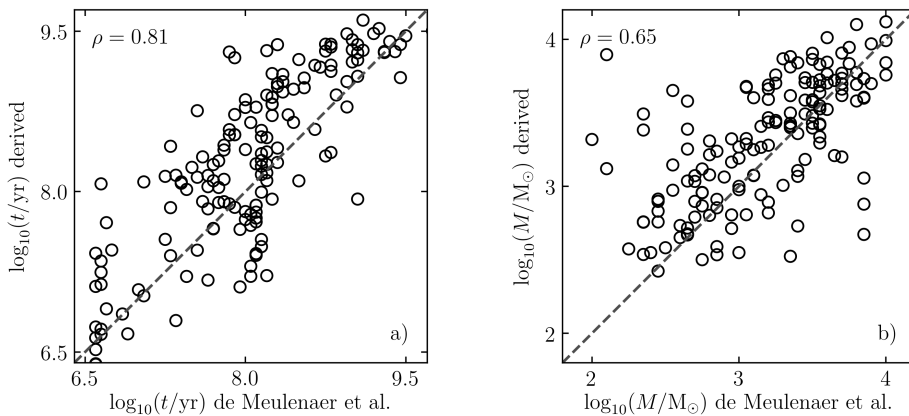 9.5
8.0
6.5
ρ = 0.81
a)
6.5 8.0 9.5
log₁₀(t/yr) derived
log₁₀(t/yr) de Meulenaer et al.
4
3
2
ρ = 0.65
b)
2 3 4
log₁₀(M/M⊙) derived
log₁₀(M/M⊙) de Meulenaer et al.